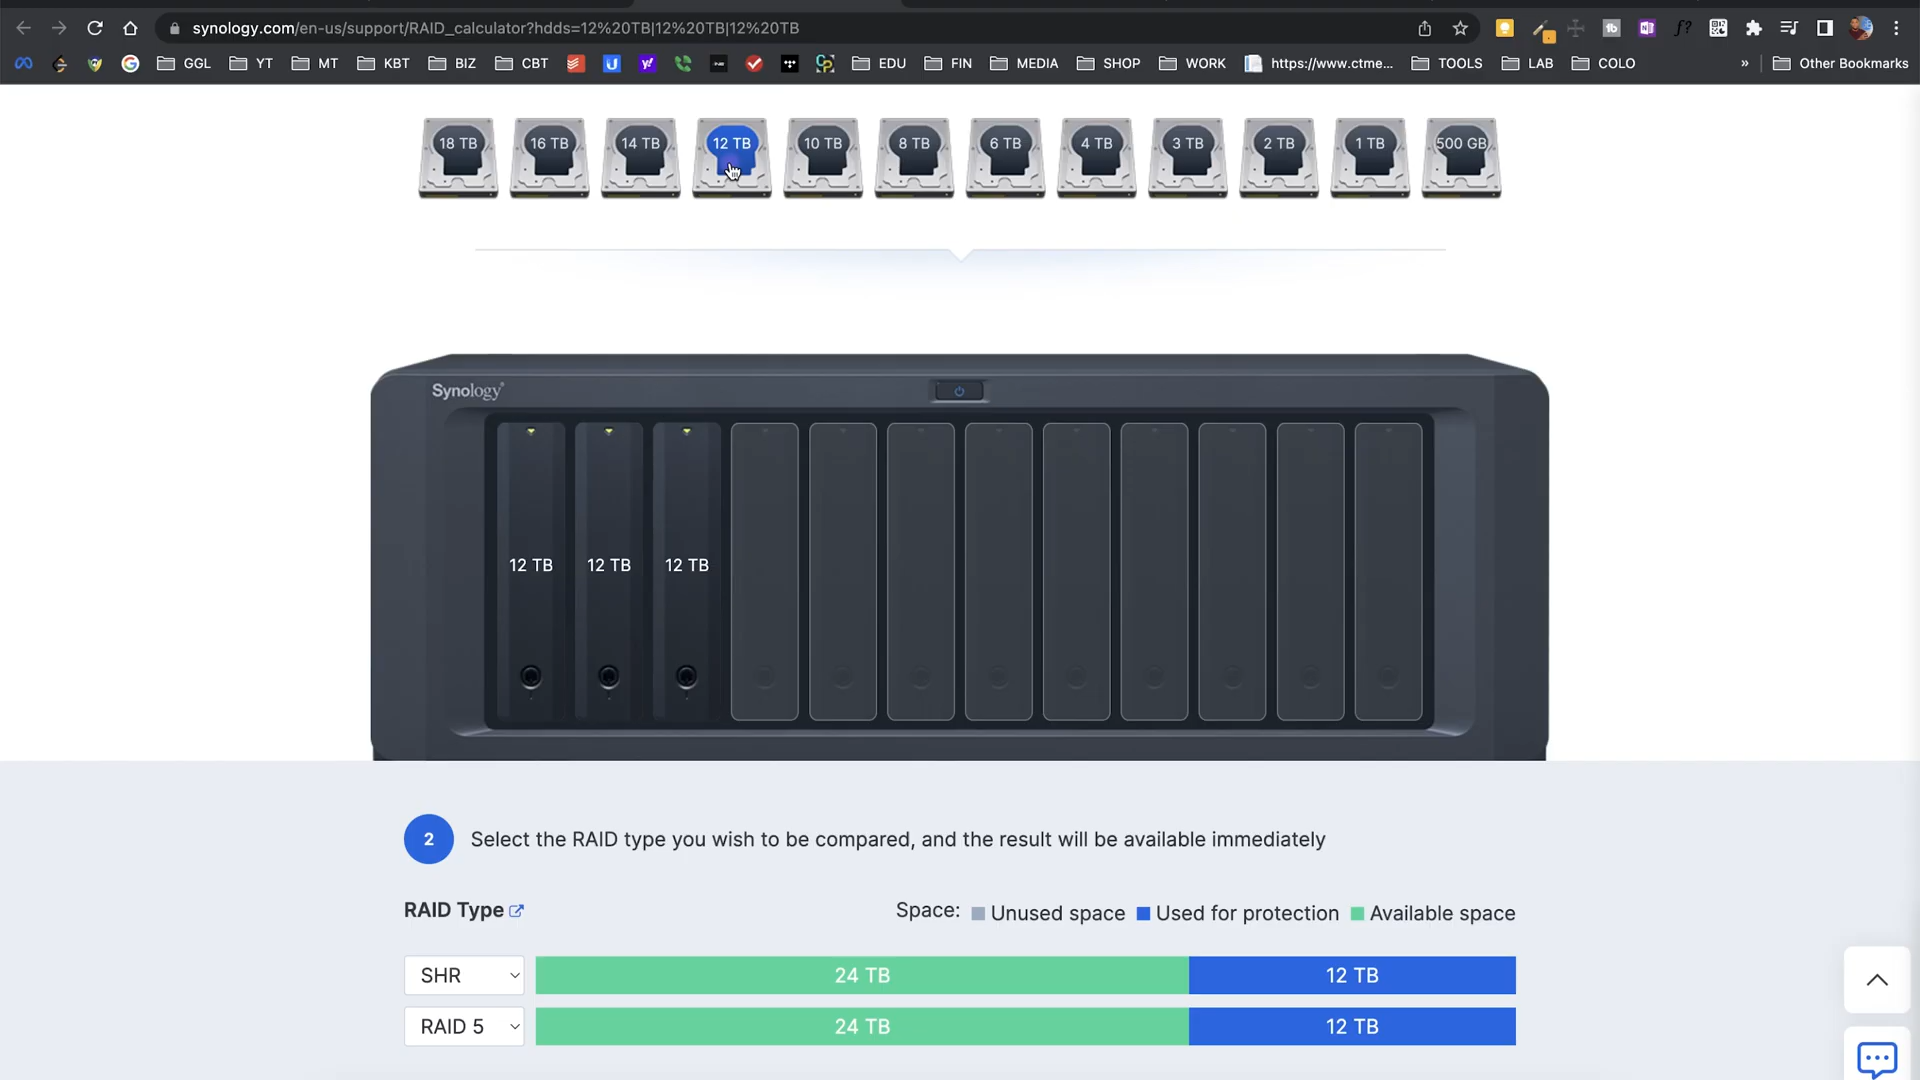 synology.com/en-us/support/RAID_calculator?hdds=12%20TB|12%20TB|12%20TB
GGL YT MT KBT BIZ CBT EDU FIN MEDIA SHOP WORK https://www.ctme... TOOLS LAB COLO » Other Bookmarks
18 TB 16 TB 14 TB 12 TB 10 TB 8 TB 6 TB 4 TB 3 TB 2 TB 1 TB 500 GB
Synology
12 TB 12 TB 12 TB
2 Select the RAID type you wish to be compared, and the result will be available immediately
RAID Type Space: Unused space Used for protection Available space
SHR 24 TB 12 TB
RAID 5 24 TB 12 TB